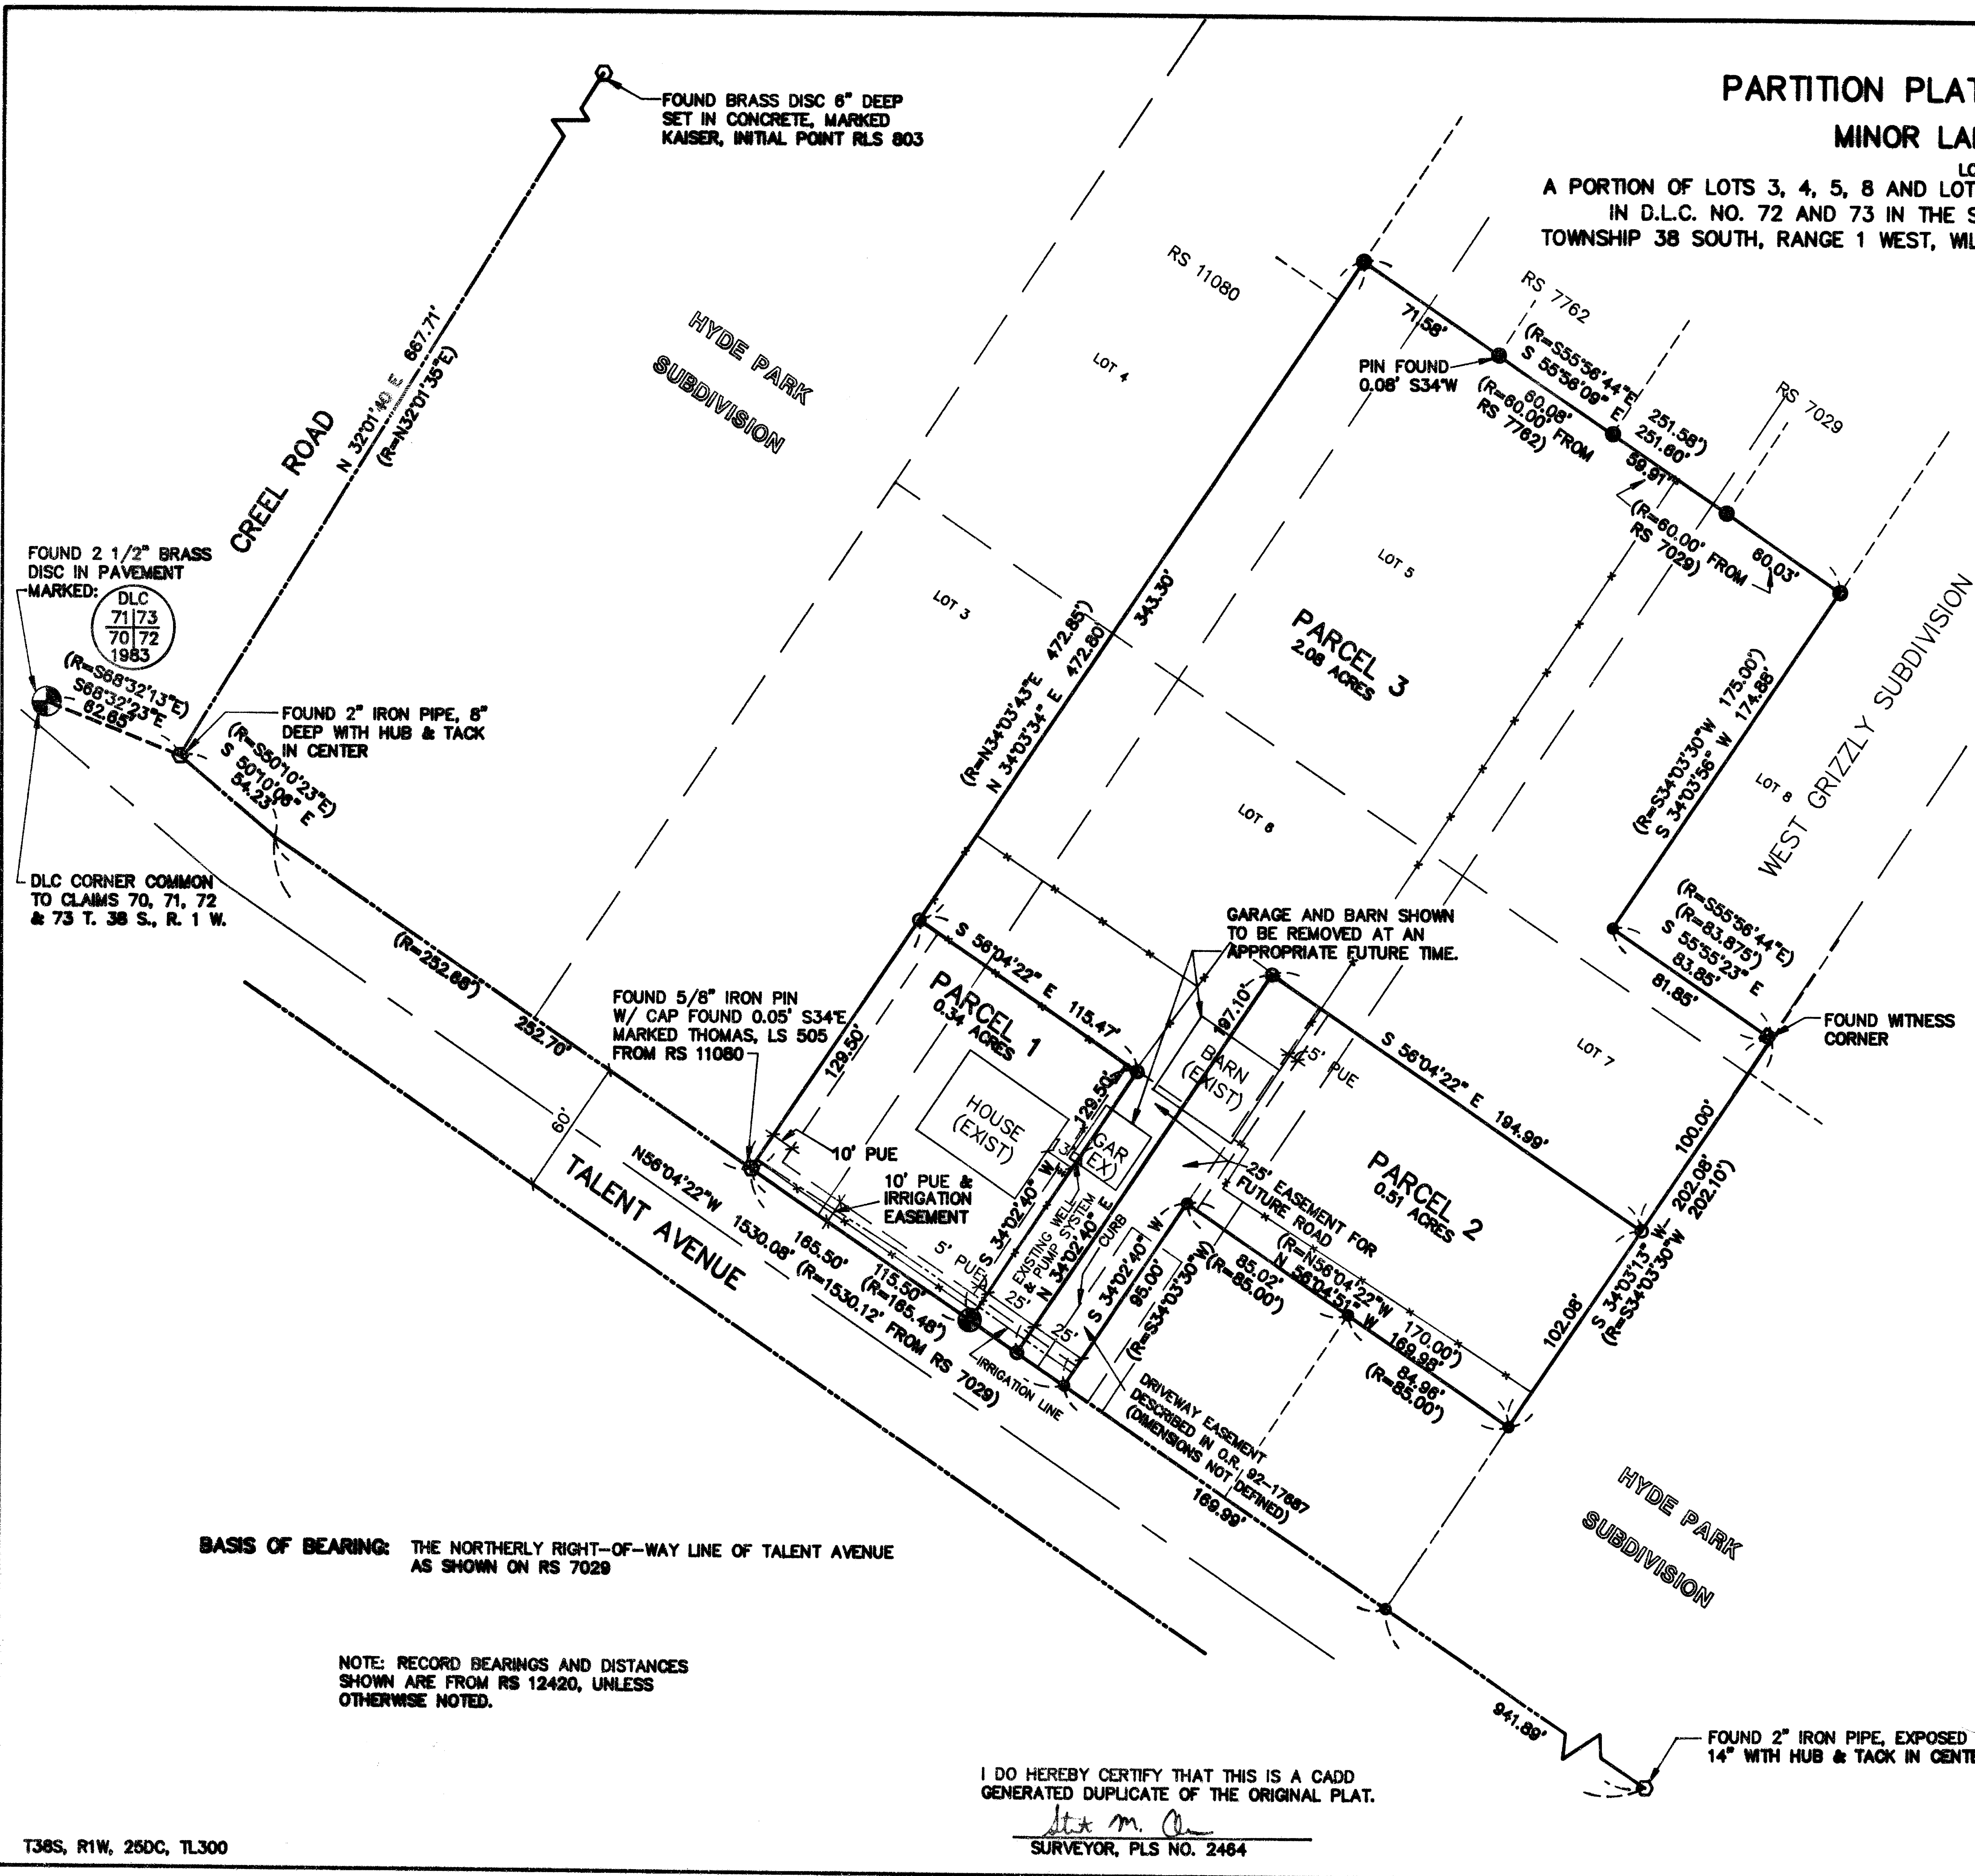 PARTITION PLAT
MINOR LA
LO
A PORTION OF LOTS 3, 4, 5, 8 AND LOT
IN D.L.C. NO. 72 AND 73 IN THE S
TOWNSHIP 38 SOUTH, RANGE 1 WEST, WIL
FOUND BRASS DISC 6" DEEP
SET IN CONCRETE, MARKED
KAISER, INITIAL POINT RLS 803
HYDE PARK
SUBDIVISION
CREEL ROAD
N 32°01'40 E 667.71'
(R=N32°01'35"E)
RS 11080
LOT 4
LOT 3
71.58'
PIN FOUND
0.08' S34°W
RS 7762
(R=S55°56'44"E 251.58')
S 55°56'09" E 251.60'
60.08'
(R=60.00' FROM
RS 7762)
59.91'
(R=60.00' FROM
RS 7029)
60.03'
RS 7029
LOT 5
PARCEL 3
2.08 ACRES
343.30'
(R=N34°03'43"E 472.85')
N 34°03'34" E 472.80'
FOUND 2 1/2" BRASS
DISC IN PAVEMENT
MARKED:
DLC
71 73
70 72
1983
(R=S68°32'13"E)
S68°32'23"E
62.65'
FOUND 2" IRON PIPE, 8"
DEEP WITH HUB & TACK
IN CENTER
(R=S50°10'23"E)
S 50°10'06" E
54.23'
DLC CORNER COMMON
TO CLAIMS 70, 71, 72
& 73 T. 38 S., R. 1 W.
(R=252.68')
252.70'
LOT 6
(R=S34°03'30"W 175.00')
S 34°03'56" W 174.88'
LOT 8
WEST GRIZZLY SUBDIVISION
(R=S55°56'44"E)
(R=83.875')
S 55°55'23" E
83.85'
81.85'
FOUND WITNESS
CORNER
LOT 7
GARAGE AND BARN SHOWN
TO BE REMOVED AT AN
APPROPRIATE FUTURE TIME.
FOUND 5/8" IRON PIN
W/ CAP FOUND 0.05' S34°E
MARKED THOMAS, LS 505
FROM RS 11080
S 56°04'22" E 115.47'
PARCEL 1
0.34 ACRES
129.50'
HOUSE
(EXIST)
129.50'
S 34°02'40" W
13'
GAR
(EX)
BARN
(EXIST)
197.10'
N 34°02'40" E
15' PUE
S 56°04'22" E 194.99'
PARCEL 2
0.51 ACRES
100.00'
S 34°03'13" W 202.08'
(R=S34°03'30"W 202.10')
102.08'
10' PUE
10' PUE &
IRRIGATION
EASEMENT
5' PUE
EXISTING WELL
& PUMP SYSTEM
CURB
25'
25'
25' EASEMENT FOR
FUTURE ROAD
S 34°02'40" W
95.00'
(R=S34°03'30"W)
85.02'
(R=85.00')
(R=N56°04'22"W 170.00')
N 56°04'51" W 169.98'
84.96'
(R=85.00')
60'
TALENT AVENUE
N56°04'22"W 1530.08' (R=1530.12' FROM RS 7029)
165.50' (R=165.48')
115.50'
IRRIGATION LINE
DRIVEWAY EASEMENT
DESCRIBED IN O.R. 92-17687
(DIMENSIONS NOT DEFINED)
169.99'
HYDE PARK
SUBDIVISION
941.89'
FOUND 2" IRON PIPE, EXPOSED
14" WITH HUB & TACK IN CENTE
BASIS OF BEARING: THE NORTHERLY RIGHT-OF-WAY LINE OF TALENT AVENUE
AS SHOWN ON RS 7029
NOTE: RECORD BEARINGS AND DISTANCES
SHOWN ARE FROM RS 12420, UNLESS
OTHERWISE NOTED.
I DO HEREBY CERTIFY THAT THIS IS A CADD
GENERATED DUPLICATE OF THE ORIGINAL PLAT.
SURVEYOR, PLS NO. 2464
T38S, R1W, 25DC, TL300